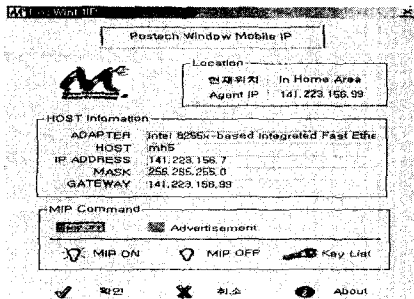 Postech Window Mobile IP
Location
현재위치 In Home Area
Agent IP 141.223.156.99
HOST Infomation
ADAPTER Intel 8255x-based Integrated Fast Ethe
HOST mh5
IP ADDRESS 141.223.156.7
MASK 255.255.255.0
GATEWAY 141.223.156.99
MIP Command
Advertisement
MIP ON MIP OFF Key List
확인 취소 About